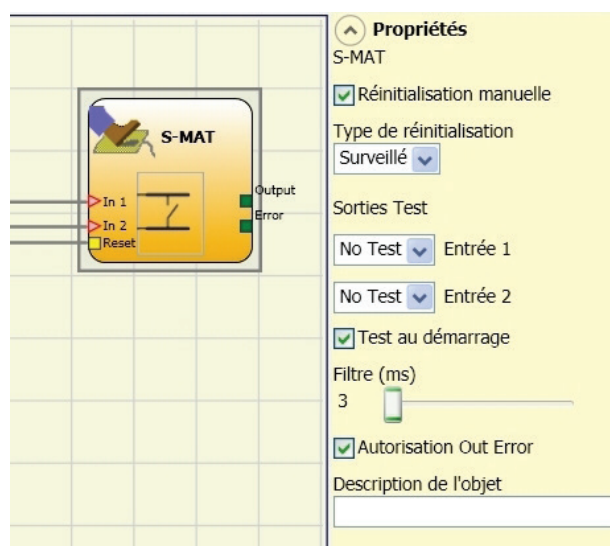 S-MAT
In 1
In 2
Reset
Output
Error
Propriétés
S-MAT
Réinitialisation manuelle
Type de réinitialisation
Surveillé
Sorties Test
No Test Entrée 1
No Test Entrée 2
Test au démarrage
Filtre (ms)
3
Autorisation Out Error
Description de l'objet